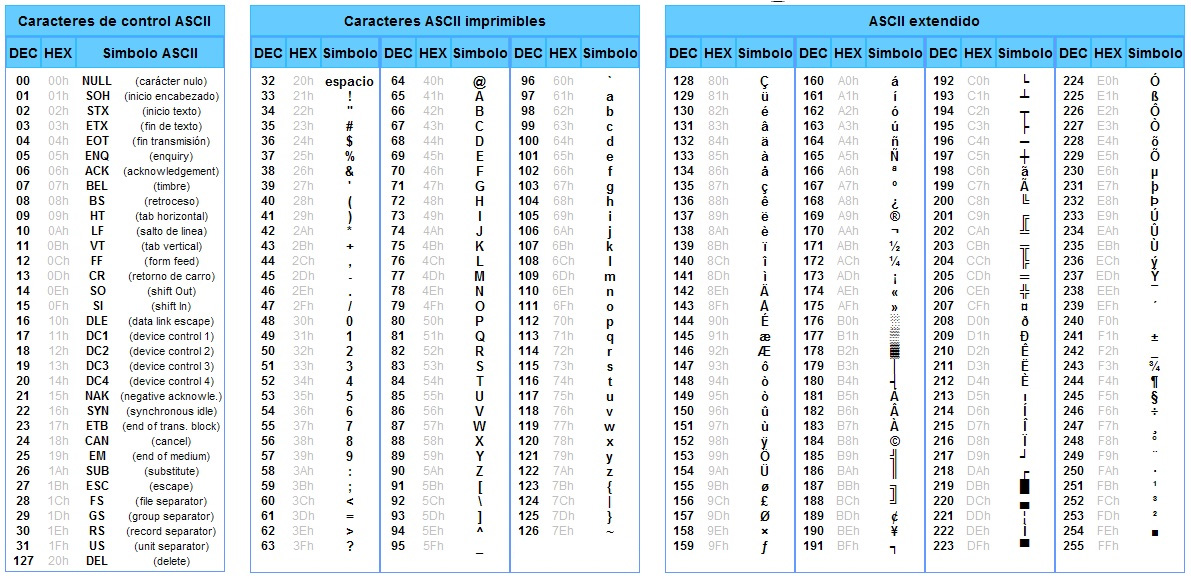 Caracteres de control ASCII
DEC HEX Simbolo ASCII
00 00h NULL (carácter nulo)
01 01h SOH (inicio encabezado)
02 02h STX (inicio texto)
03 03h ETX (fin de texto)
04 04h EOT (fin transmisión)
05 05h ENQ (enquiry)
06 06h ACK (acknowledgement)
07 07h BEL (timbre)
08 08h BS (retroceso)
09 09h HT (tab horizontal)
10 0Ah LF (salto de linea)
11 0Bh VT (tab vertical)
12 0Ch FF (form feed)
13 0Dh CR (retorno de carro)
14 0Eh SO (shift Out)
15 0Fh SI (shift In)
16 10h DLE (data link escape)
17 11h DC1 (device control 1)
18 12h DC2 (device control 2)
19 13h DC3 (device control 3)
20 14h DC4 (device control 4)
21 15h NAK (negative acknowle.)
22 16h SYN (synchronous idle)
23 17h ETB (end of trans. block)
24 18h CAN (cancel)
25 19h EM (end of medium)
26 1Ah SUB (substitute)
27 1Bh ESC (escape)
28 1Ch FS (file separator)
29 1Dh GS (group separator)
30 1Eh RS (record separator)
31 1Fh US (unit separator)
127 20h DEL (delete)
Caracteres ASCII imprimibles
DEC HEX Simbolo DEC HEX Simbolo DEC HEX Simbolo
32 20h espacio 64 40h @ 96 60h `
33 21h ! 65 41h A 97 61h a
34 22h " 66 42h B 98 62h b
35 23h # 67 43h C 99 63h c
36 24h $ 68 44h D 100 64h d
37 25h % 69 45h E 101 65h e
38 26h & 70 46h F 102 66h f
39 27h ' 71 47h G 103 67h g
40 28h ( 72 48h H 104 68h h
41 29h ) 73 49h I 105 69h i
42 2Ah * 74 4Ah J 106 6Ah j
43 2Bh + 75 4Bh K 107 6Bh k
44 2Ch , 76 4Ch L 108 6Ch l
45 2Dh - 77 4Dh M 109 6Dh m
46 2Eh . 78 4Eh N 110 6Eh n
47 2Fh / 79 4Fh O 111 6Fh o
48 30h 0 80 50h P 112 70h p
49 31h 1 81 51h Q 113 71h q
50 32h 2 82 52h R 114 72h r
51 33h 3 83 53h S 115 73h s
52 34h 4 84 54h T 116 74h t
53 35h 5 85 55h U 117 75h u
54 36h 6 86 56h V 118 76h v
55 37h 7 87 57h W 119 77h w
56 38h 8 88 58h X 120 78h x
57 39h 9 89 59h Y 121 79h y
58 3Ah : 90 5Ah Z 122 7Ah z
59 3Bh ; 91 5Bh [ 123 7Bh {
60 3Ch < 92 5Ch \ 124 7Ch |
61 3Dh = 93 5Dh ] 125 7Dh }
62 3Eh > 94 5Eh ^ 126 7Eh ~
63 3Fh ? 95 5Fh _
ASCII extendido
DEC HEX Simbolo DEC HEX Simbolo DEC HEX Simbolo DEC HEX Simbolo
128 80h Ç 160 A0h á 192 C0h └ 224 E0h Ó
129 81h ü 161 A1h í 193 C1h ┴ 225 E1h ß
130 82h é 162 A2h ó 194 C2h ┬ 226 E2h Ô
131 83h â 163 A3h ú 195 C3h ├ 227 E3h Ò
132 84h ä 164 A4h ñ 196 C4h ─ 228 E4h õ
133 85h à 165 A5h Ñ 197 C5h ┼ 229 E5h Õ
134 86h å 166 A6h ª 198 C6h ã 230 E6h µ
135 87h ç 167 A7h º 199 C7h Ã 231 E7h þ
136 88h ê 168 A8h ¿ 200 C8h ╚ 232 E8h Þ
137 89h ë 169 A9h ® 201 C9h ╔ 233 E9h Ú
138 8Ah è 170 AAh ¬ 202 CAh ╩ 234 EAh Û
139 8Bh ï 171 ABh ½ 203 CBh ╦ 235 EBh Ù
140 8Ch î 172 ACh ¼ 204 CCh ╠ 236 ECh ý
141 8Dh ì 173 ADh ¡ 205 CDh ═ 237 EDh Ý
142 8Eh Ä 174 AEh « 206 CEh ╬ 238 EEh ¯
143 8Fh Å 175 AFh » 207 CFh ¤ 239 EFh ´
144 90h É 176 B0h ░ 208 D0h ð 240 F0h
145 91h æ 177 B1h ▒ 209 D1h Ð 241 F1h ±
146 92h Æ 178 B2h ▓ 210 D2h Ê 242 F2h ‗
147 93h ô 179 B3h │ 211 D3h Ë 243 F3h ¾
148 94h ö 180 B4h ┤ 212 D4h È 244 F4h ¶
149 95h ò 181 B5h Á 213 D5h ı 245 F5h §
150 96h û 182 B6h Â 214 D6h Í 246 F6h ÷
151 97h ù 183 B7h À 215 D7h Î 247 F7h ¸
152 98h ÿ 184 B8h © 216 D8h Ï 248 F8h °
153 99h Ö 185 B9h ╣ 217 D9h ┘ 249 F9h ¨
154 9Ah Ü 186 BAh ║ 218 DAh ┌ 250 FAh ·
155 9Bh ø 187 BBh ╗ 219 DBh █ 251 FBh ¹
156 9Ch £ 188 BCh ╝ 220 DCh ▄ 252 FCh ³
157 9Dh Ø 189 BDh ¢ 221 DDh ¦ 253 FDh ²
158 9Eh × 190 BEh ¥ 222 DEh Ì 254 FEh ■
159 9Fh ƒ 191 BFh ┐ 223 DFh ▀ 255 FFh